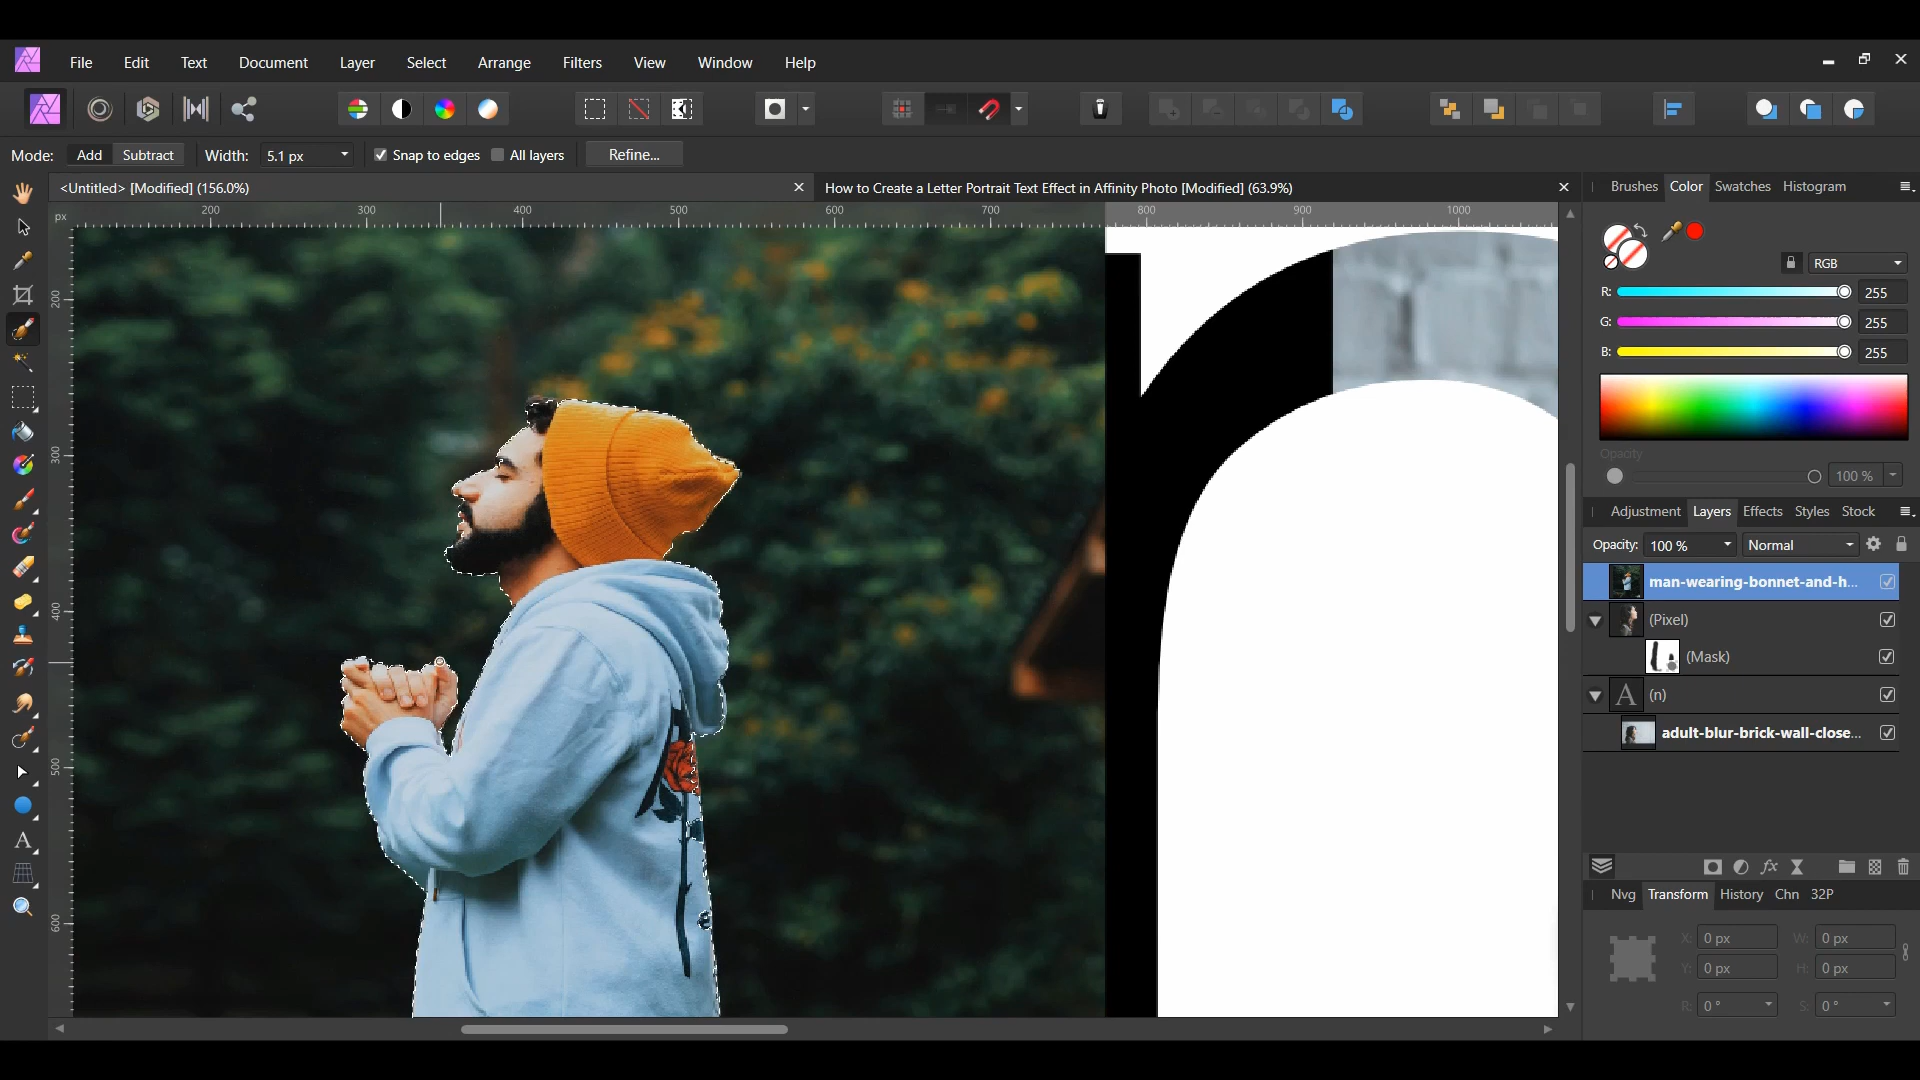 File Edit Text Document Layer Select Arrange Filters View Window Help
Mode: Add Subtract Width: 5.1 px Snap to edges All layers Refine...
<Untitled> [Modified] (156.0%)
How to Create a Letter Portrait Text Effect in Affinity Photo [Modified] (63.9%)
px 200 300 400 500 600 700 800 900 1000
200
300
400
500
600
Brushes Color Swatches Histogram
RGB
R: 255
G: 255
B: 255
Opacity
100 %
Adjustment Layers Effects Styles Stock
Opacity: 100 % Normal
man-wearing-bonnet-and-h...
(Pixel)
(Mask)
A (n)
adult-blur-brick-wall-close...
Nvg Transform History Chn 32P
X: 0 px W: 0 px
Y: 0 px H: 0 px
R: 0 ° S: 0 °